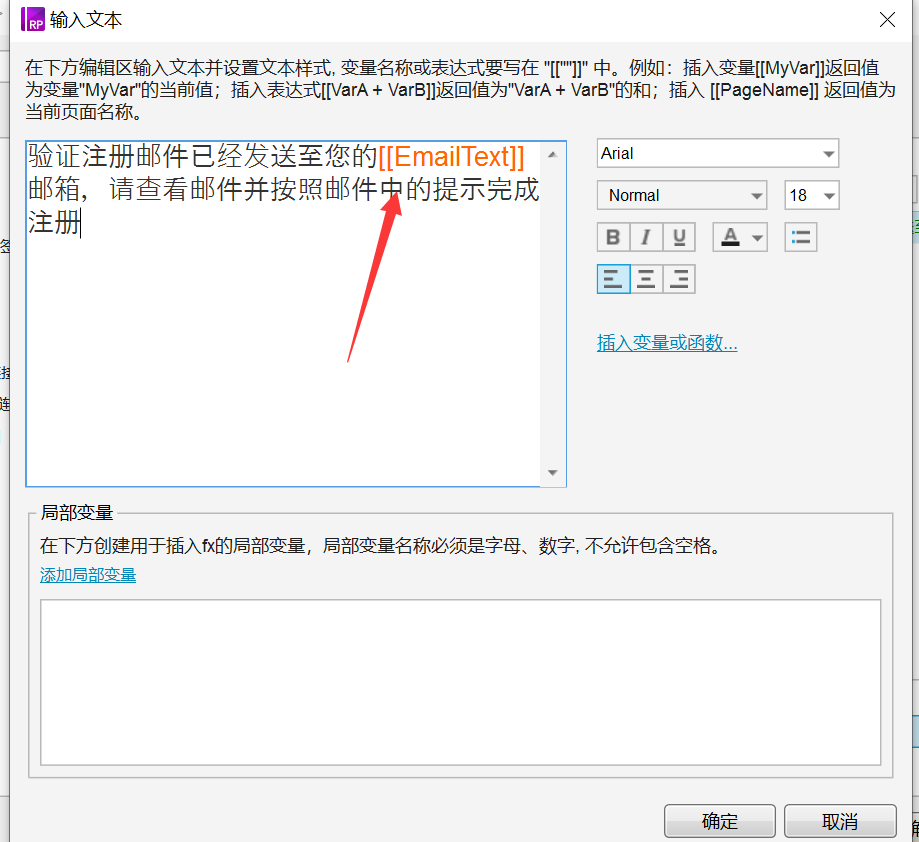 RP 输入文本
在下方编辑区输入文本并设置文本样式, 变量名称或表达式要写在 "[[""]]" 中。例如：插入变量[[MyVar]]返回值
为变量"MyVar"的当前值；插入表达式[[VarA + VarB]]返回值为"VarA + VarB"的和；插入 [[PageName]] 返回值为
当前页面名称。
验证注册邮件已经发送至您的[[EmailText]]
邮箱，请查看邮件并按照邮件中的提示完成
注册
Arial
Normal 18
B I U A
插入变量或函数...
局部变量
在下方创建用于插入fx的局部变量，局部变量名称必须是字母、数字, 不允许包含空格。
添加局部变量
确定 取消